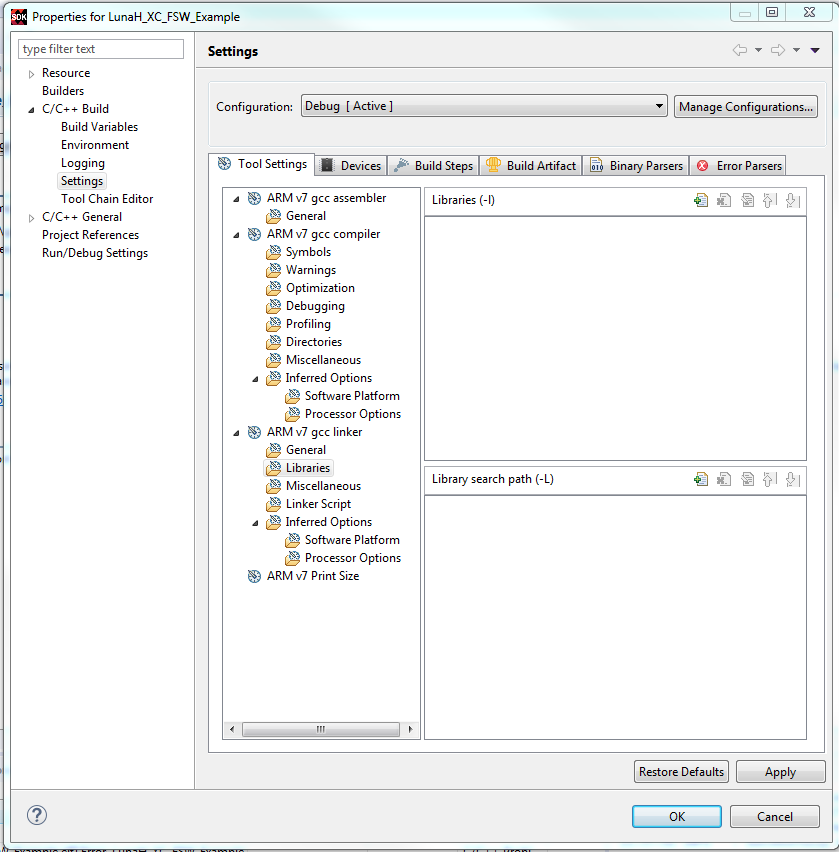 SDK Properties for LunaH_XC_FSW_Example
type filter text
Resource
Builders
C/C++ Build
Build Variables
Environment
Logging
Settings
Tool Chain Editor
C/C++ General
Project References
Run/Debug Settings
Settings
Configuration: Debug [ Active ] Manage Configurations...
Tool Settings Devices Build Steps Build Artifact Binary Parsers Error Parsers
ARM v7 gcc assembler
General
ARM v7 gcc compiler
Symbols
Warnings
Optimization
Debugging
Profiling
Directories
Miscellaneous
Inferred Options
Software Platform
Processor Options
ARM v7 gcc linker
General
Libraries
Miscellaneous
Linker Script
Inferred Options
Software Platform
Processor Options
ARM v7 Print Size
Libraries (-l)
Library search path (-L)
Restore Defaults Apply
? OK Cancel